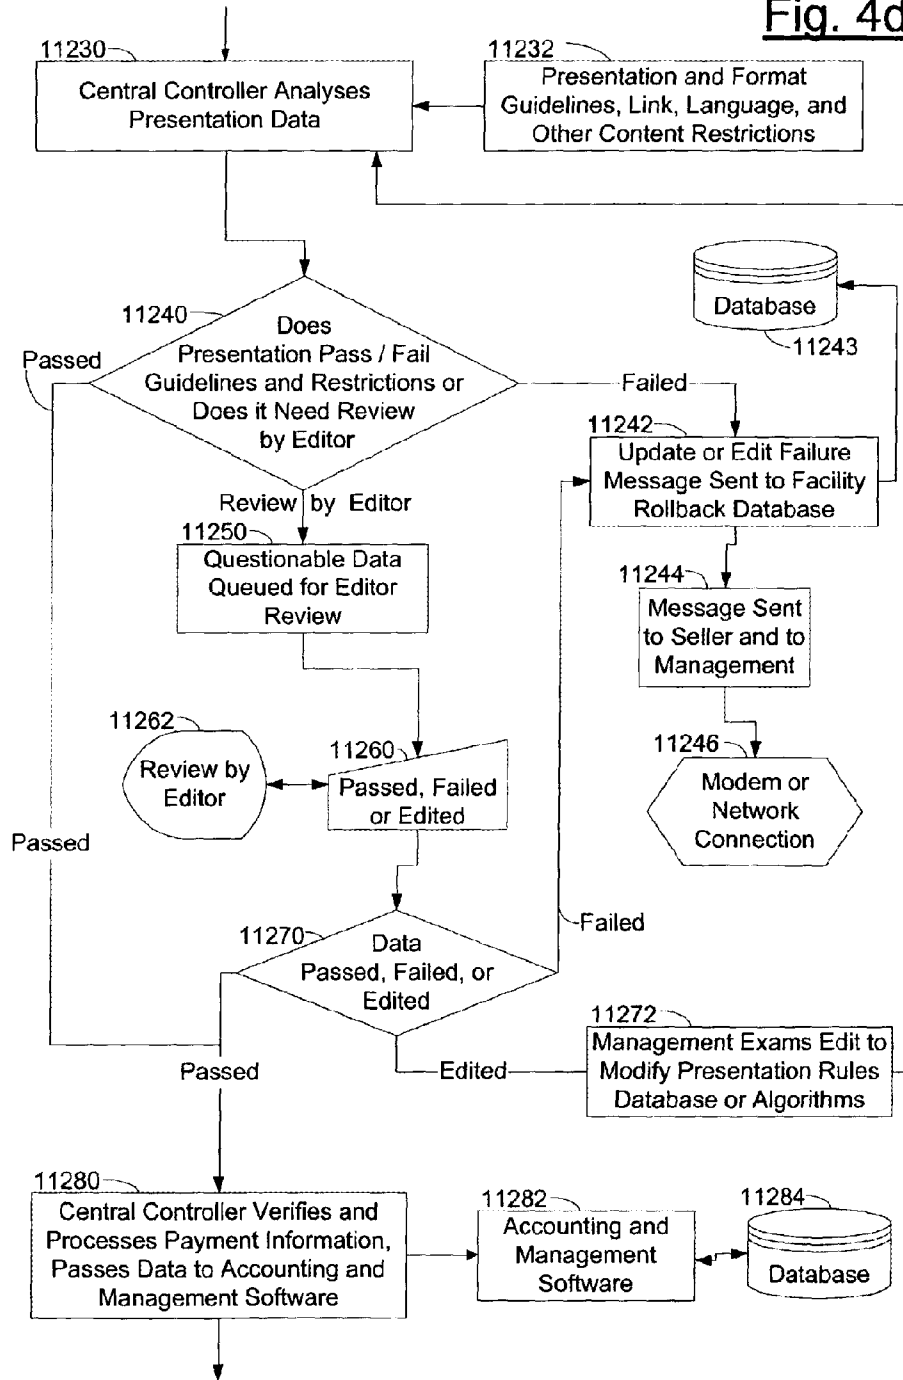 Fig. 4d
11230
Central Controller Analyses
Presentation Data
11232
Presentation and Format
Guidelines, Link, Language, and
Other Content Restrictions
11240
Does
Presentation Pass / Fail
Guidelines and Restrictions or
Does it Need Review
by Editor
Passed
Failed
Database
11243
11242
Update or Edit Failure
Message Sent to Facility
Rollback Database
Review by Editor
11250
Questionable Data
Queued for Editor
Review
11244
Message Sent
to Seller and to
Management
11262
Review by
Editor
11260
Passed, Failed
or Edited
11246
Modem or
Network
Connection
Passed
11270
Data
Passed, Failed, or
Edited
Failed
Passed
Edited
11272
Management Exams Edit to
Modify Presentation Rules
Database or Algorithms
11280
Central Controller Verifies and
Processes Payment Information,
Passes Data to Accounting and
Management Software
11282
Accounting and
Management
Software
11284
Database